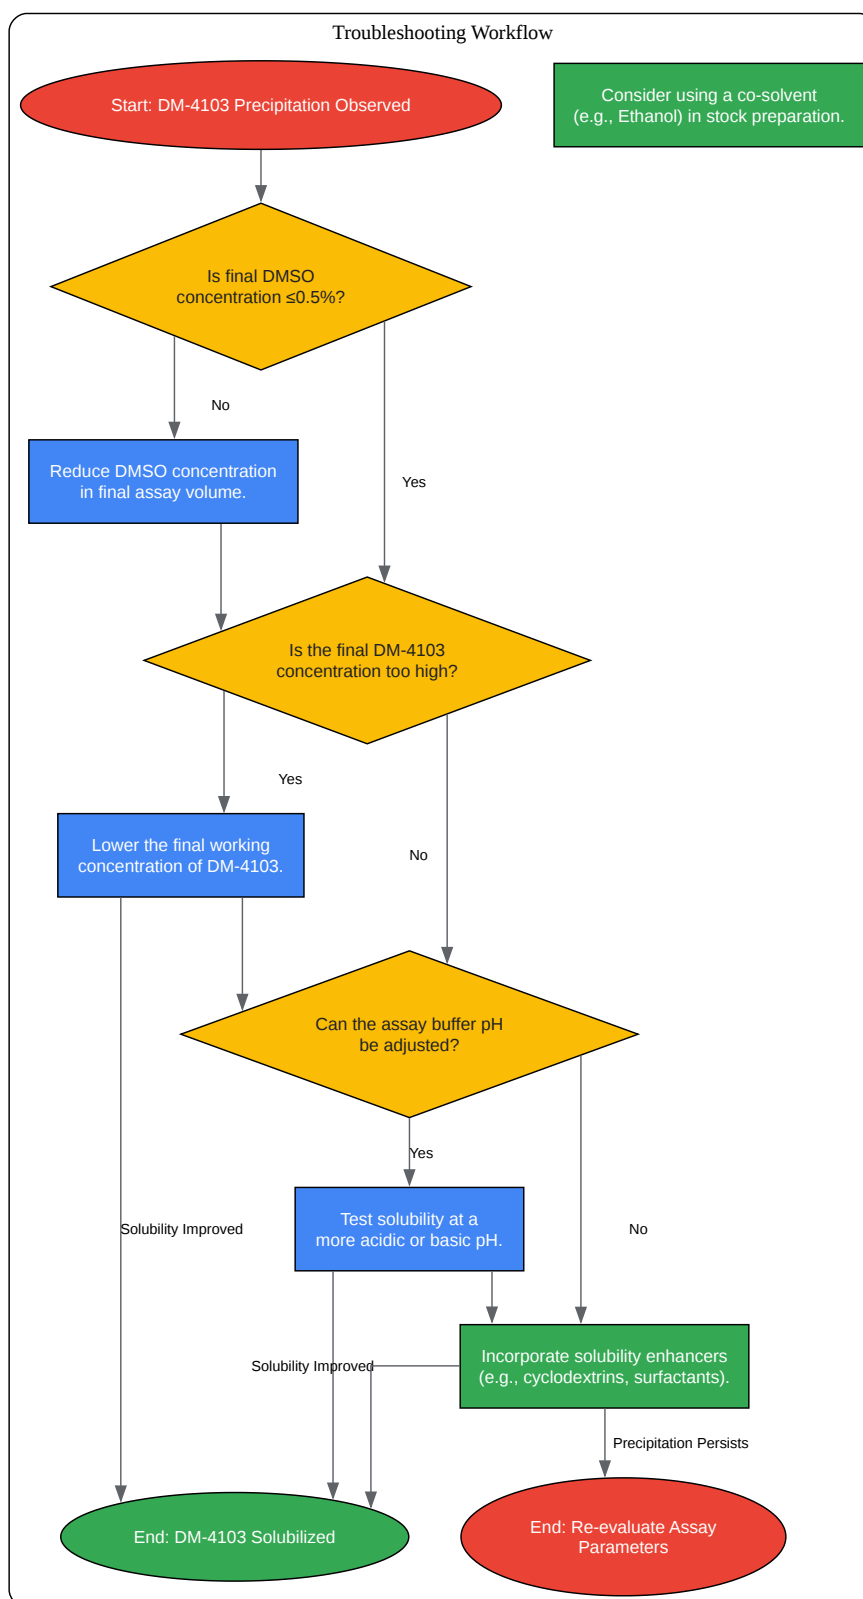 Troubleshooting Workflow
Start: DM-4103 Precipitation Observed
Consider using a co-solvent
(e.g., Ethanol) in stock preparation.
Is final DMSO
concentration ≤0.5%?
No
Reduce DMSO concentration
in final assay volume.
Yes
Is the final DM-4103
concentration too high?
Yes
Lower the final working
concentration of DM-4103.
No
Can the assay buffer pH
be adjusted?
Yes
Test solubility at a
more acidic or basic pH.
Solubility Improved
No
Incorporate solubility enhancers
(e.g., cyclodextrins, surfactants).
Solubility Improved
Precipitation Persists
End: DM-4103 Solubilized
End: Re-evaluate Assay
Parameters